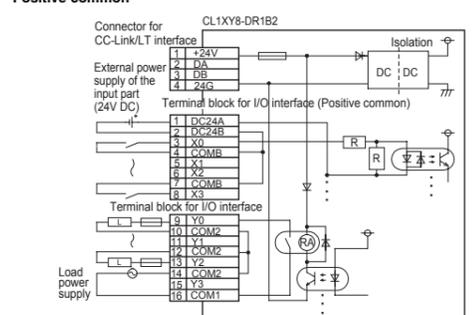 Positive common
CL1XY8-DR1B2
Connector for
CC-Link/LT interface
1 +24V
2 DA
3 DB
4 24G
Isolation
DC DC
External power
supply of the
input part
(24V DC)
Terminal block for I/O interface (Positive common)
1 DC24A
2 DC24B
3 X0
4 COMB
5 X1
6 X2
7 COMB
8 X3
R
R
Terminal block for I/O interface
9 Y0
10 COM2
11 Y1
12 COM2
13 Y2
14 COM2
15 Y3
16 COM1
L
L
RA
Load
power
supply